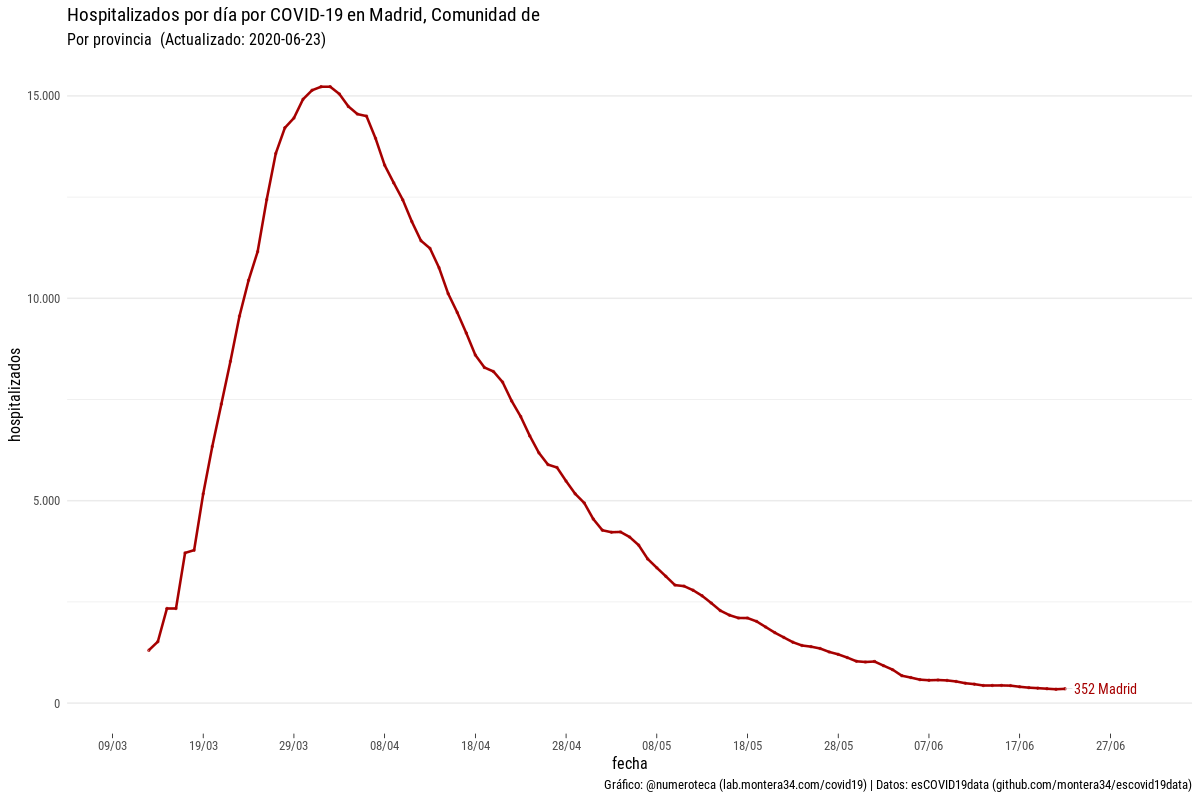 Hospitalizados por día por COVID-19 en Madrid, Comunidad de
Por provincia  (Actualizado: 2020-06-23)
15.000
10.000
5.000
0
hospitalizados
352 Madrid
09/03 19/03 29/03 08/04 18/04 28/04 08/05 18/05 28/05 07/06 17/06 27/06
fecha
Gráfico: @numeroteca (lab.montera34.com/covid19) | Datos: esCOVID19data (github.com/montera34/escovid19data)